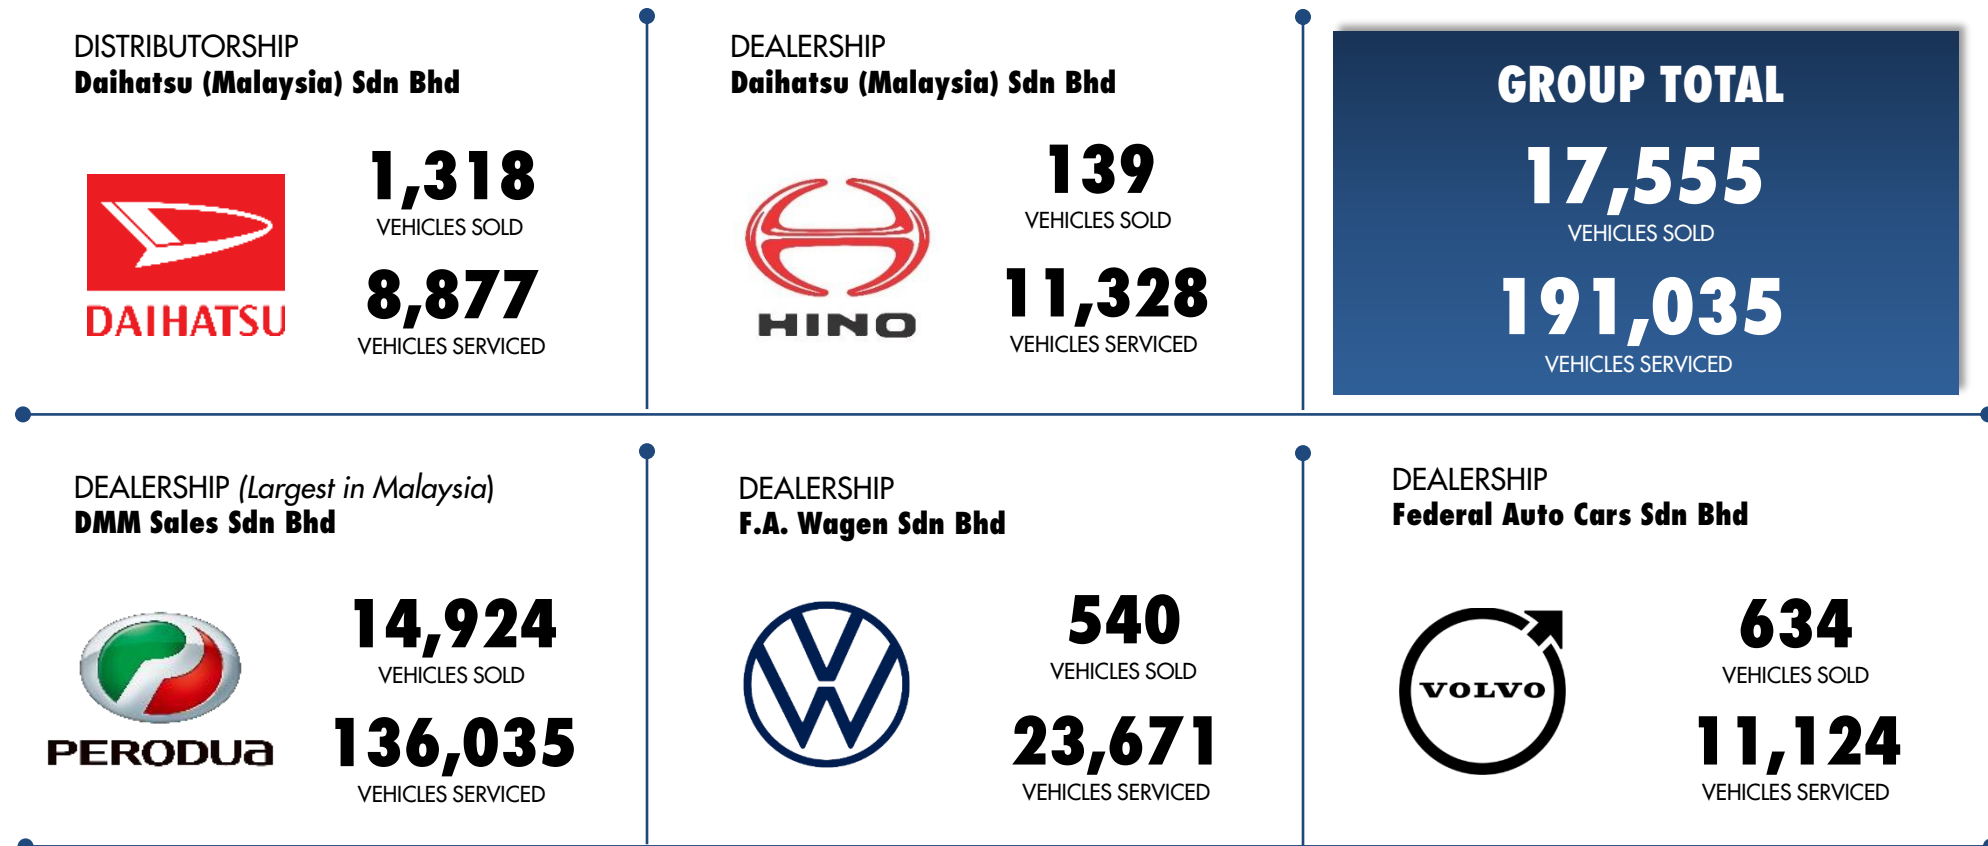 DISTRIBUTORSHIP
Daihatsu (Malaysia) Sdn Bhd
DAIHATSU
1,318
VEHICLES SOLD
8,877
VEHICLES SERVICED
DEALERSHIP
Daihatsu (Malaysia) Sdn Bhd
HINO
139
VEHICLES SOLD
11,328
VEHICLES SERVICED
GROUP TOTAL
17,555
VEHICLES SOLD
191,035
VEHICLES SERVICED
DEALERSHIP (Largest in Malaysia)
DMM Sales Sdn Bhd
PERODUA
14,924
VEHICLES SOLD
136,035
VEHICLES SERVICED
DEALERSHIP
F.A. Wagen Sdn Bhd
540
VEHICLES SOLD
23,671
VEHICLES SERVICED
DEALERSHIP
Federal Auto Cars Sdn Bhd
VOLVO
634
VEHICLES SOLD
11,124
VEHICLES SERVICED